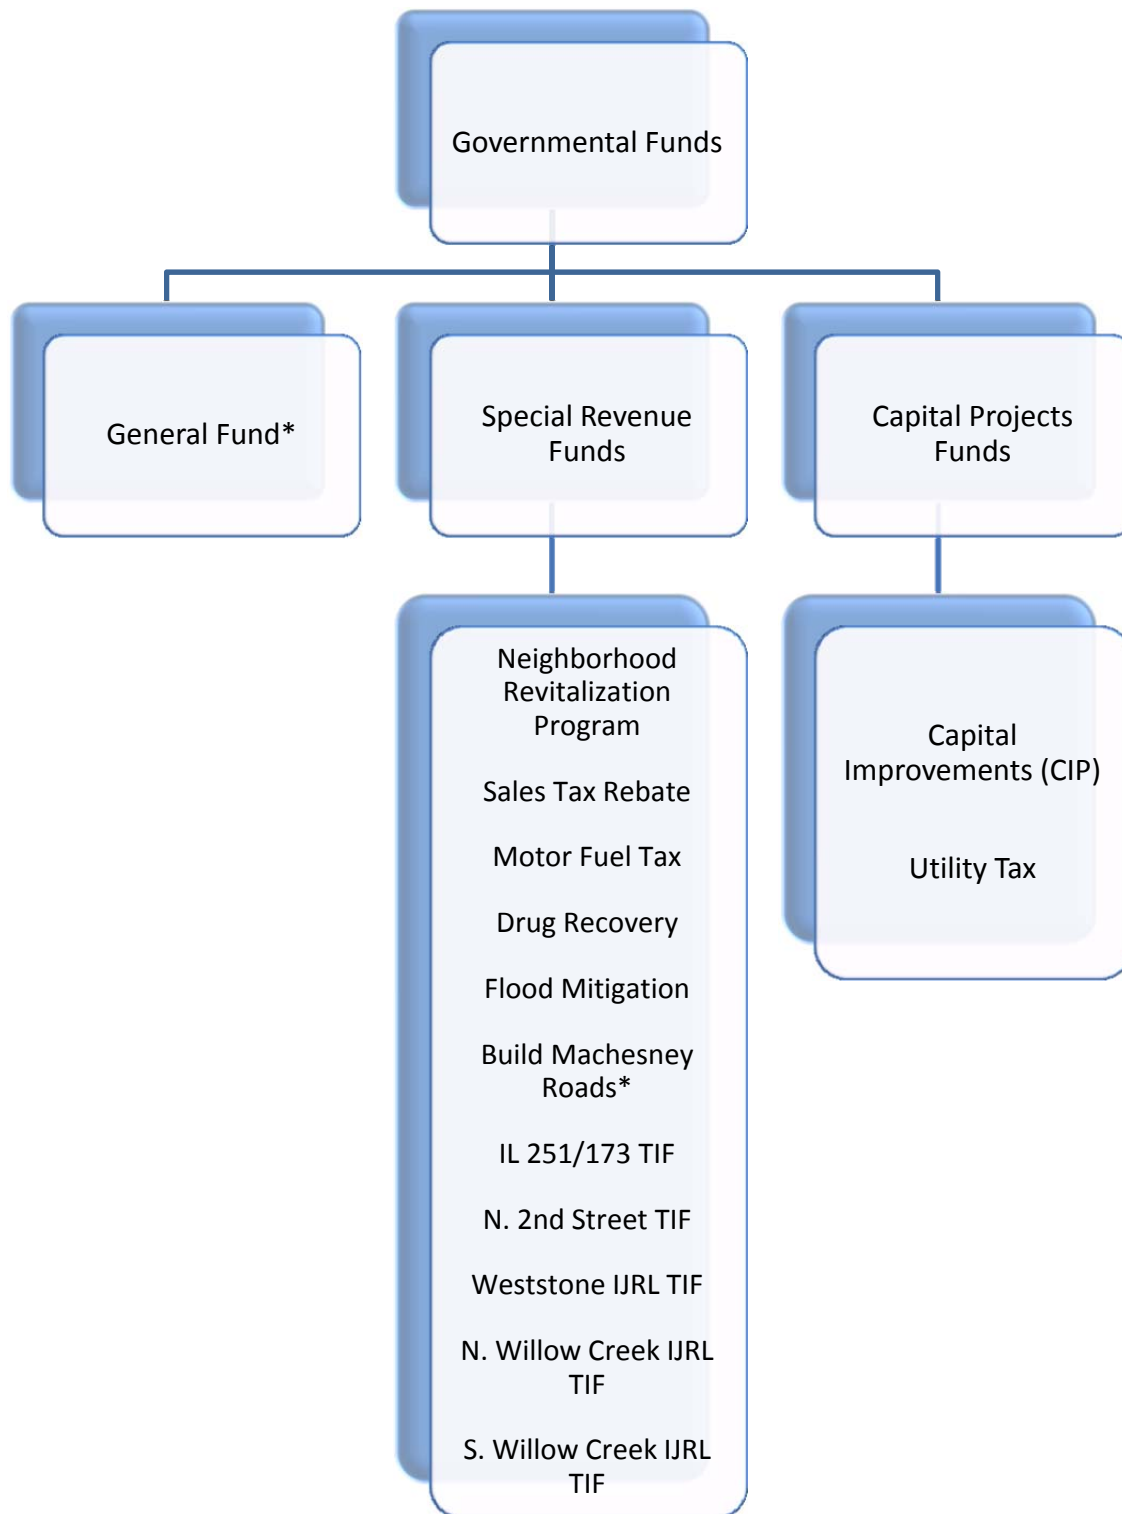 Governmental Funds
General Fund*
Special Revenue
Funds
Capital Projects
Funds
Neighborhood
Revitalization
Program
Sales Tax Rebate
Motor Fuel Tax
Drug Recovery
Flood Mitigation
Build Machesney
Roads*
IL 251/173 TIF
N. 2nd Street TIF
Weststone IJRL TIF
N. Willow Creek IJRL
TIF
S. Willow Creek IJRL
TIF
Capital
Improvements (CIP)
Utility Tax